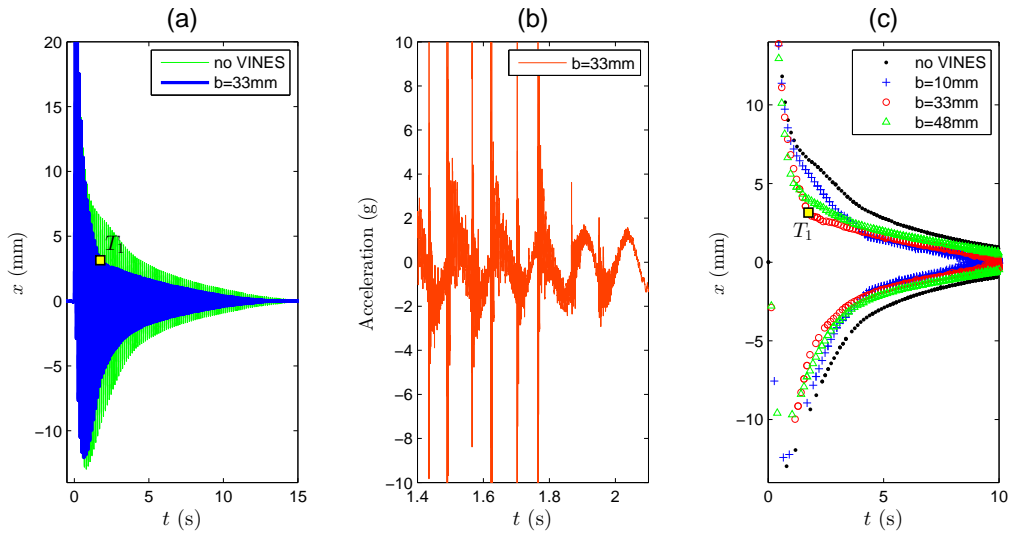 (a)
20
15
10
5
0
−5
−10
0
5
10
15
x (mm)
t (s)
no VINES
b=33mm
T1
(b)
10
8
6
4
2
0
−2
−4
−6
−8
−10
1.4
1.6
1.8
2
Acceleration (g)
t (s)
b=33mm
(c)
10
5
0
−5
−10
0
5
10
x (mm)
t (s)
no VINES
b=10mm
b=33mm
b=48mm
T1